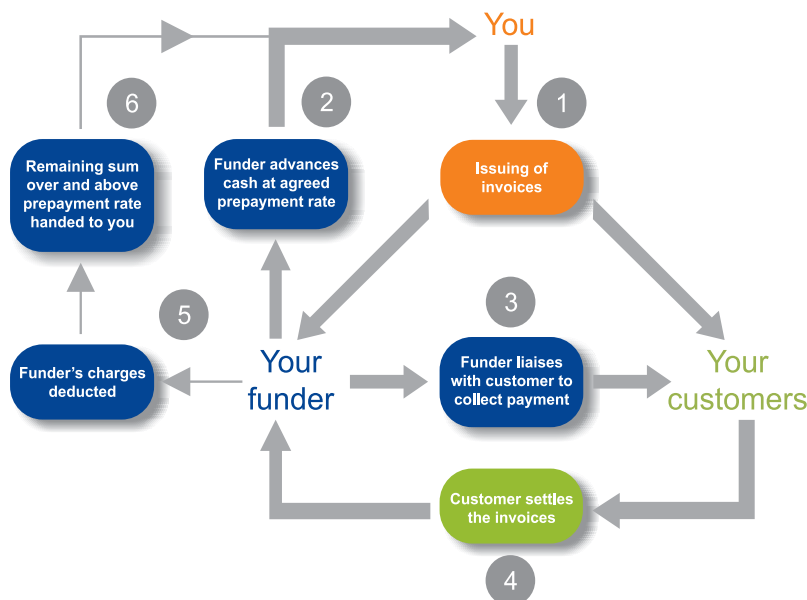 You
6
2
1
Remaining sum
over and above
prepayment rate
handed to you
Funder advances
cash at agreed
prepayment rate
Issuing of
invoices
3
5
Funder's charges
deducted
Your
funder
Funder liaises
with customer to
collect payment
Your
customers
Customer settles
the invoices
4